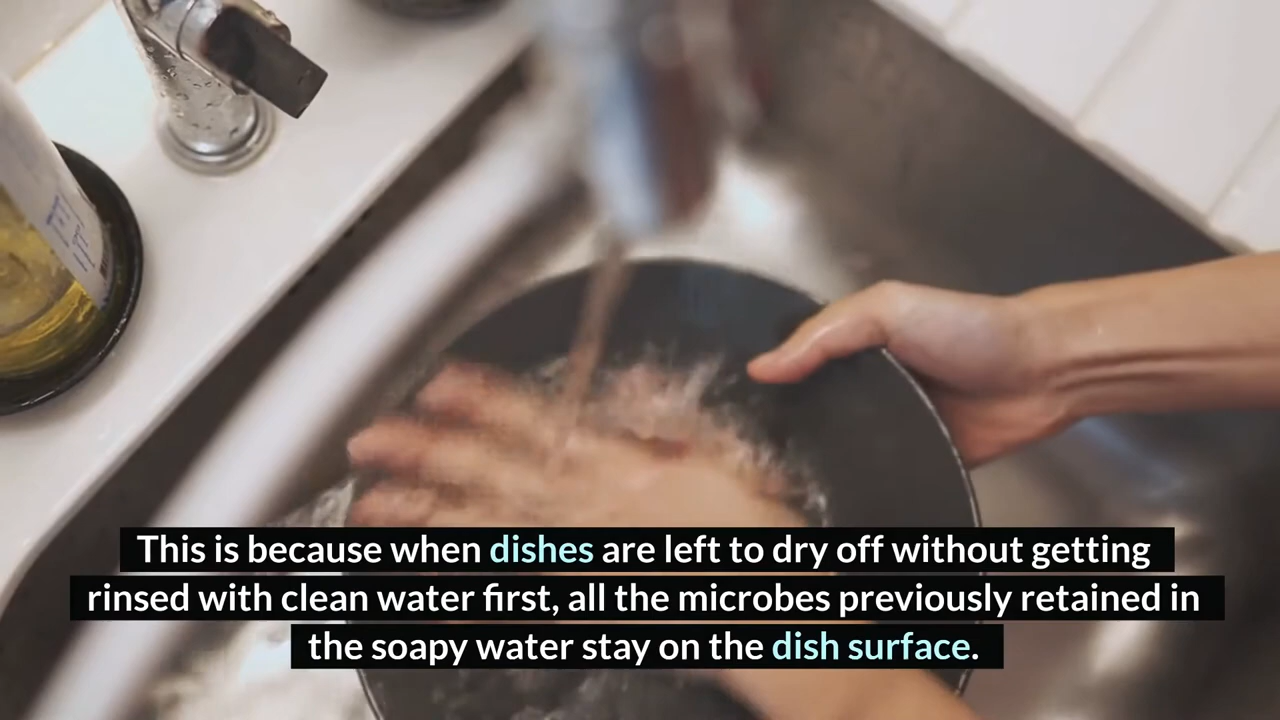 This is because when dishes are left to dry off without getting
rinsed with clean water first, all the microbes previously retained in
the soapy water stay on the dish surface.